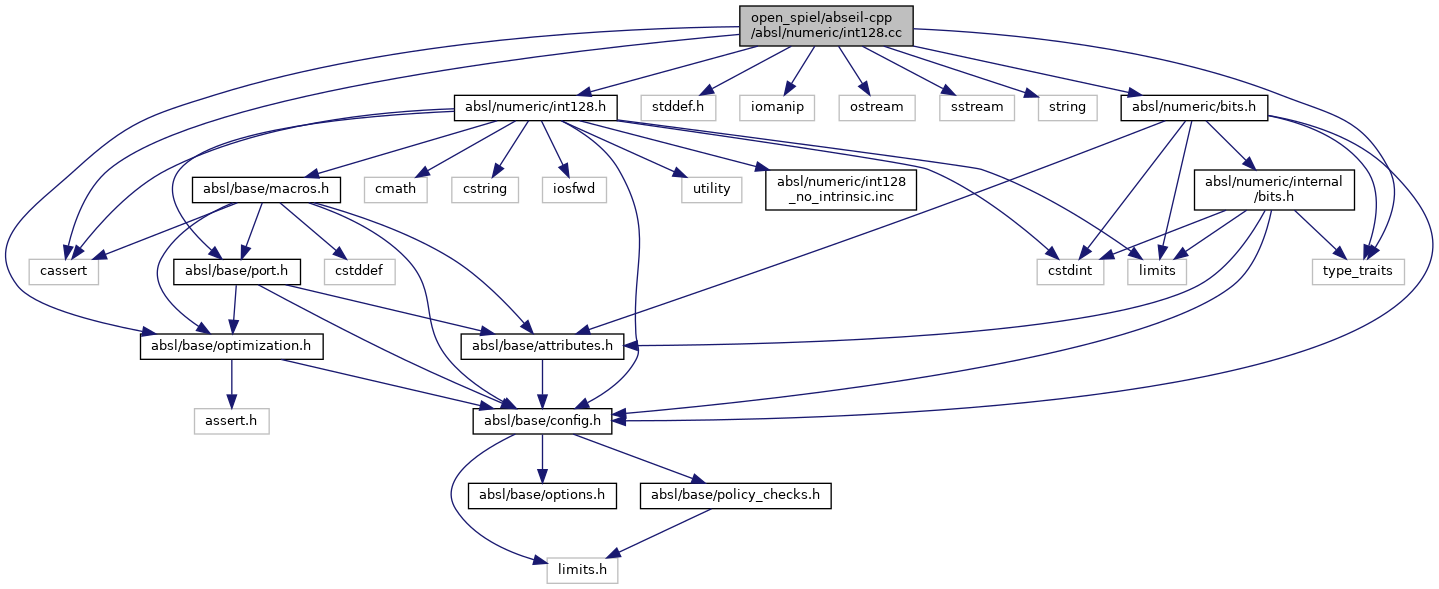 open_spiel/abseil-cpp
/absl/numeric/int128.cc
absl/numeric/int128.h
stddef.h
iomanip
ostream
sstream
string
absl/numeric/bits.h
absl/base/macros.h
cmath
cstring
iosfwd
utility
absl/numeric/int128
_no_intrinsic.inc
absl/numeric/internal
/bits.h
cassert
absl/base/port.h
cstddef
cstdint
limits
type_traits
absl/base/optimization.h
absl/base/attributes.h
assert.h
absl/base/config.h
absl/base/options.h
absl/base/policy_checks.h
limits.h